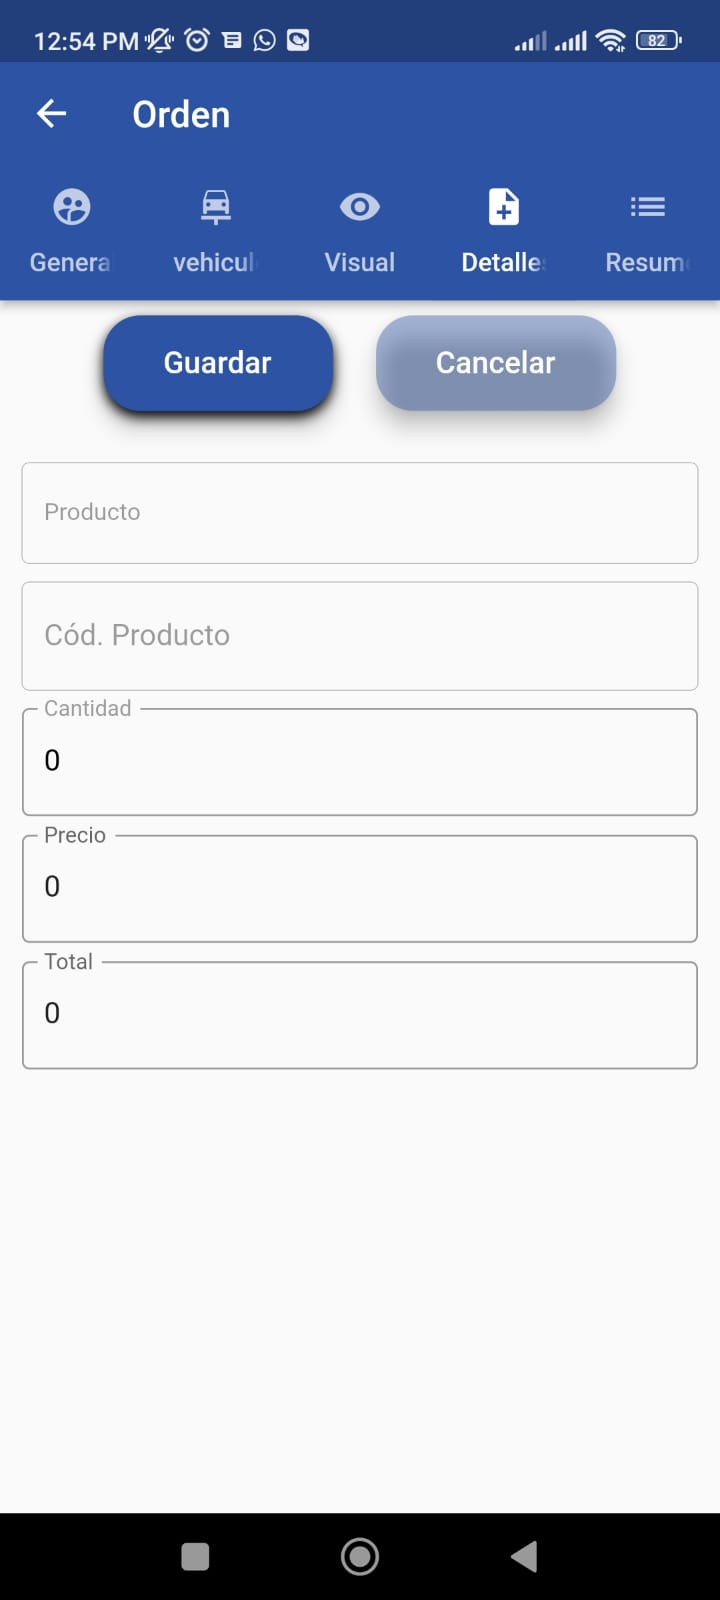 12:54 PM
82
Orden
Genera
vehicul
Visual
Detalle
Resum
Guardar
Cancelar
Producto
Cód. Producto
Cantidad
0
Precio
0
Total
0